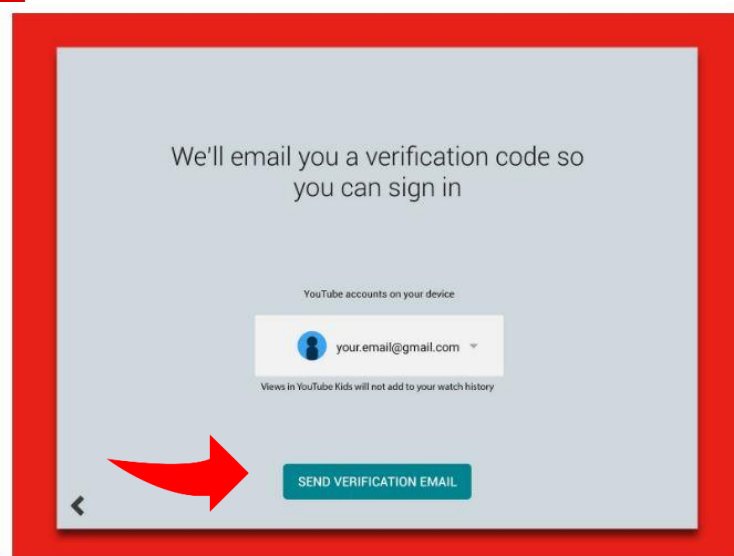 We'll email you a verification code so
you can sign in
YouTube accounts on your device
your.email@gmail.com
Views in YouTube Kids will not add to your watch history
SEND VERIFICATION EMAIL